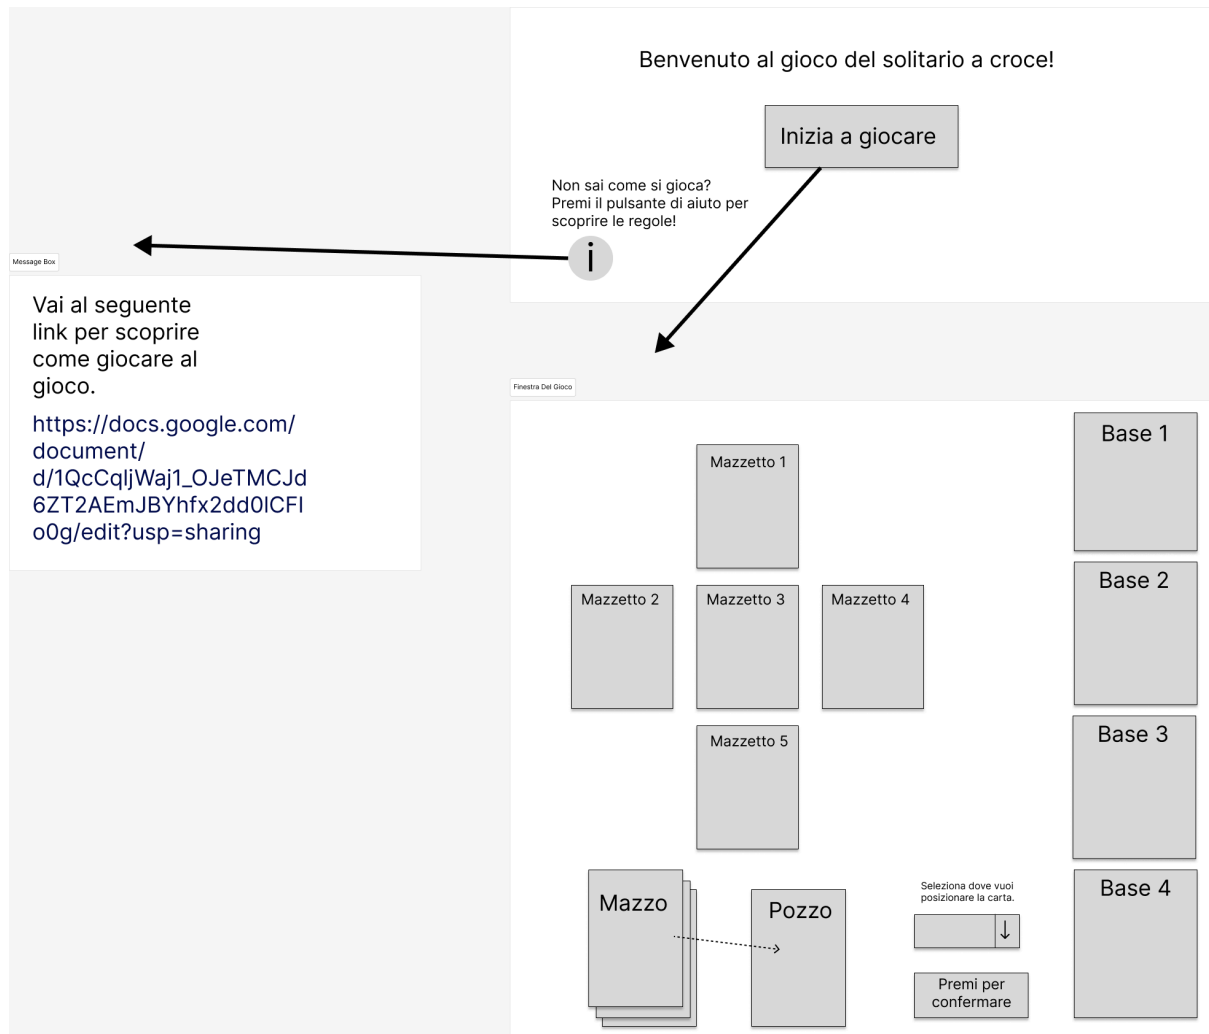 Benvenuto al gioco del solitario a croce!
Inizia a giocare
Non sai come si gioca?
Premi il pulsante di aiuto per
scoprire le regole!
i
Message Box
Vai al seguente
link per scoprire
come giocare al
gioco.
https://docs.google.com/
document/
d/1QcCqljWaj1_OJeTMCJd
6ZT2AEmJBYhfx2dd0lCFI
o0g/edit?usp=sharing
Finestra Del Gioco
Mazzetto 1
Mazzetto 2
Mazzetto 3
Mazzetto 4
Mazzetto 5
Base 1
Base 2
Base 3
Base 4
Mazzo
Pozzo
Seleziona dove vuoi
posizionare la carta.
Premi per
confermare